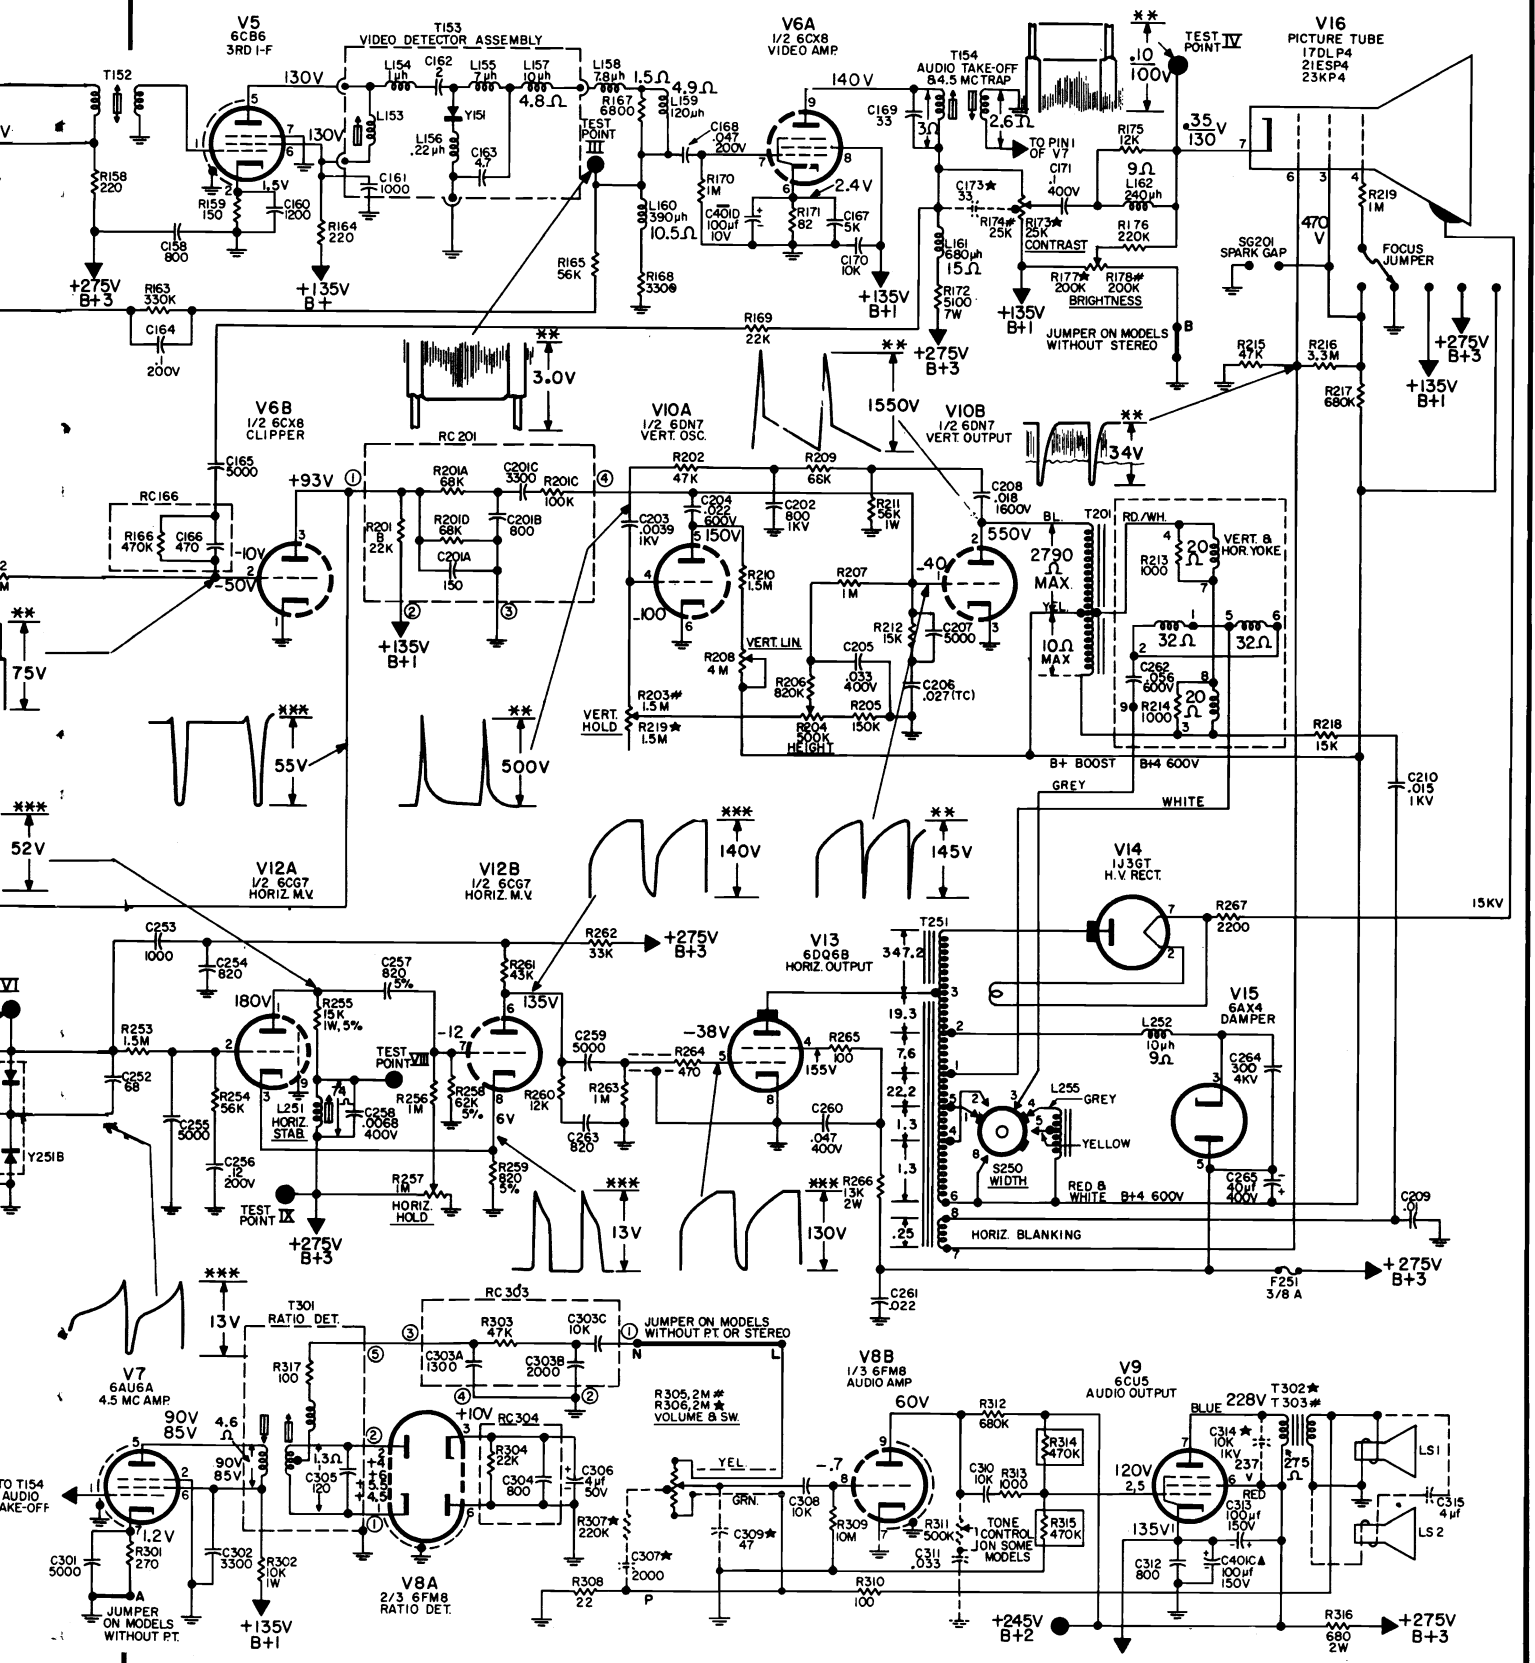 V5
6CB6
3RD I-F
T153
VIDEO DETECTOR ASSEMBLY
V6A
1/2 6CX8
VIDEO AMP.
T154
AUDIO TAKE-OFF
&4.5 MC TRAP
**
.10
100V
TEST
POINT IV
V16
PICTURE TUBE
17DLP4
21ESP4
23KP4
T152
130V
L154
1µh
C162
2
L155
7µh
L157
10µh
4.8Ω
L158
7.8µh
1.5Ω
R167
6800
4.9Ω
L159
120µh
140V
C169
33
3Ω
2.6Ω
TO PIN 1
OF V7
R175
12K
.35
130
L153
Y151
L156
.22µh
C163
4.7
TEST
POINT
III
C168
.047
200V
R158
220
1.5V
R159
150
C160
1200
C161
1000
R164
220
C158
800
R170
1M
C401D
100µf
10V
R171
82
2.4V
C167
5K
C170
10K
C171
.1
400V
9Ω
L162
240µh
C173★
33
R174#
25K
R173★
25K
CONTRAST
R176
220K
R219
1M
470
V
SG201
SPARK GAP
FOCUS
JUMPER
L160
390µh
10.5Ω
R165
56K
R168
3300
L161
680µh
15Ω
R172
5100
7W
R177★
200K
R178#
200K
BRIGHTNESS
+275V
B+3
R163
330K
C164
.1
200V
+135V
B+
+135V
B+1
+135V
B+1
+275V
B+3
JUMPER ON MODELS
WITHOUT STEREO
B
R169
22K
**
3.0V
**
1550V
R215
47K
R216
3.3M
R217
680K
+135V
B+1
+275V
B+3
V6B
1/2 6CX8
CLIPPER
RC 201
V10A
1/2 6DN7
VERT. OSC.
V10B
1/2 6DN7
VERT. OUTPUT
**
34V
C165
5000
+93V
R201A
68K
C201C
3300
R201C
100K
R201D
68K
C201B
800
R201
B
22K
C201A
150
R202
47K
R209
66K
RC166
R166
470K
C166
470
-10V
-50V
C203
.0039
1KV
C204
.022
600V
150V
C202
800
1KV
R211
56K
1W
C208
.018
1600V
550V
BL.
T201
RD./WH.
2790
Ω
MAX.
YEL.
10Ω
MAX
R213
1000
20
Ω
VERT. &
HOR. YOKE
R210
1.5M
R207
1M
-40
-100
+135V
B+1
VERT. LIN.
R208
4M
R212
15K
C207
5000
C205
.033
400V
R206
820K
R205
150K
C206
.027(TC)
32Ω
32Ω
C262
.056
600V
R214
1000
20
Ω
**
75V
***
55V
**
500V
VERT.
HOLD
R203#
1.5M
R219★
1.5M
R204
500K
HEIGHT
B+ BOOST
B+4 600V
R218
15K
C210
.015
1KV
GREY
WHITE
***
52V
V12A
1/2 6CG7
HORIZ. M.V.
V12B
1/2 6CG7
HORIZ. M.V.
***
140V
**
145V
V14
1J3GT
H.V. RECT.
R267
2200
15KV
C253
1000
C254
820
C257
820
5%
R262
33K
+275V
B+3
V13
6DQ6B
HORIZ. OUTPUT
T251
347.2
19.3
7.6
22.2
1.3
1.3
.25
VI
R253
1.5M
C252
68
R254
56K
C255
5000
C256
.12
200V
Y251B
180V
R255
15K
1W, 5%
-12
TEST
POINT VIII
74
L251
HORIZ.
STAB.
C258
.0068
400V
R256
1M
R258
62K
5%
R261
43K
135V
R260
12K
C259
5000
C263
820
R263
1M
R264
470
-38V
R265
100
155V
C260
.047
400V
6V
R259
820
5%
R257
1M
HORIZ.
HOLD
TEST
POINT IX
+275V
B+3
***
13V
***
130V
R266
13K
2W
L252
10µh
9Ω
V15
6AX4
DAMPER
C264
300
4KV
C265
40µf
400V
L255
GREY
YELLOW
S250
WIDTH
RED &
WHITE
B+4 600V
HORIZ. BLANKING
C209
.01
+275V
B+3
F251
3/8 A
C261
.022
***
13V
T301
RATIO DET.
RC 303
R303
47K
C303C
10K
C303A
1300
C303B
2000
N
L
JUMPER ON MODELS
WITHOUT P.T. OR STEREO
R317
100
V7
6AU6A
4.5 MC AMP.
90V
85V
4.6
Ω
90V
85V
1.3Ω
C305
120
+10V
RC304
R304
22K
C304
800
C306
4µf
50V
R305,2M #
R306,2M ★
VOLUME & SW.
YEL.
GRN.
R307★
220K
C307★
2000
C309★
47
C308
10K
R309
10M
-.7
V8B
1/3 6FM8
AUDIO AMP
60V
R312
680K
C310
10K
R313
1000
R311
500K
C311
.033
TONE
CONTROL
ON SOME
MODELS
R314
470K
R315
470K
V9
6CU5
AUDIO OUTPUT
BLUE
228V
120V
135V
T302★
T303#
C314★
10K
1KV
237
V
RED
275
Ω
C313
100µf
150V
C312
800
C401C▲
100µf
150V
LS1
LS2
C315
4µf
TO T154
AUDIO
TAKE-OFF
1.2V
C301
5000
R301
270
A
JUMPER
ON MODELS
WITHOUT P.T.
C302
3300
R302
10K
1W
+135V
B+1
V8A
2/3 6FM8
RATIO DET.
R308
22
P
R310
100
+245V
B+2
R316
680
2W
+275V
B+3